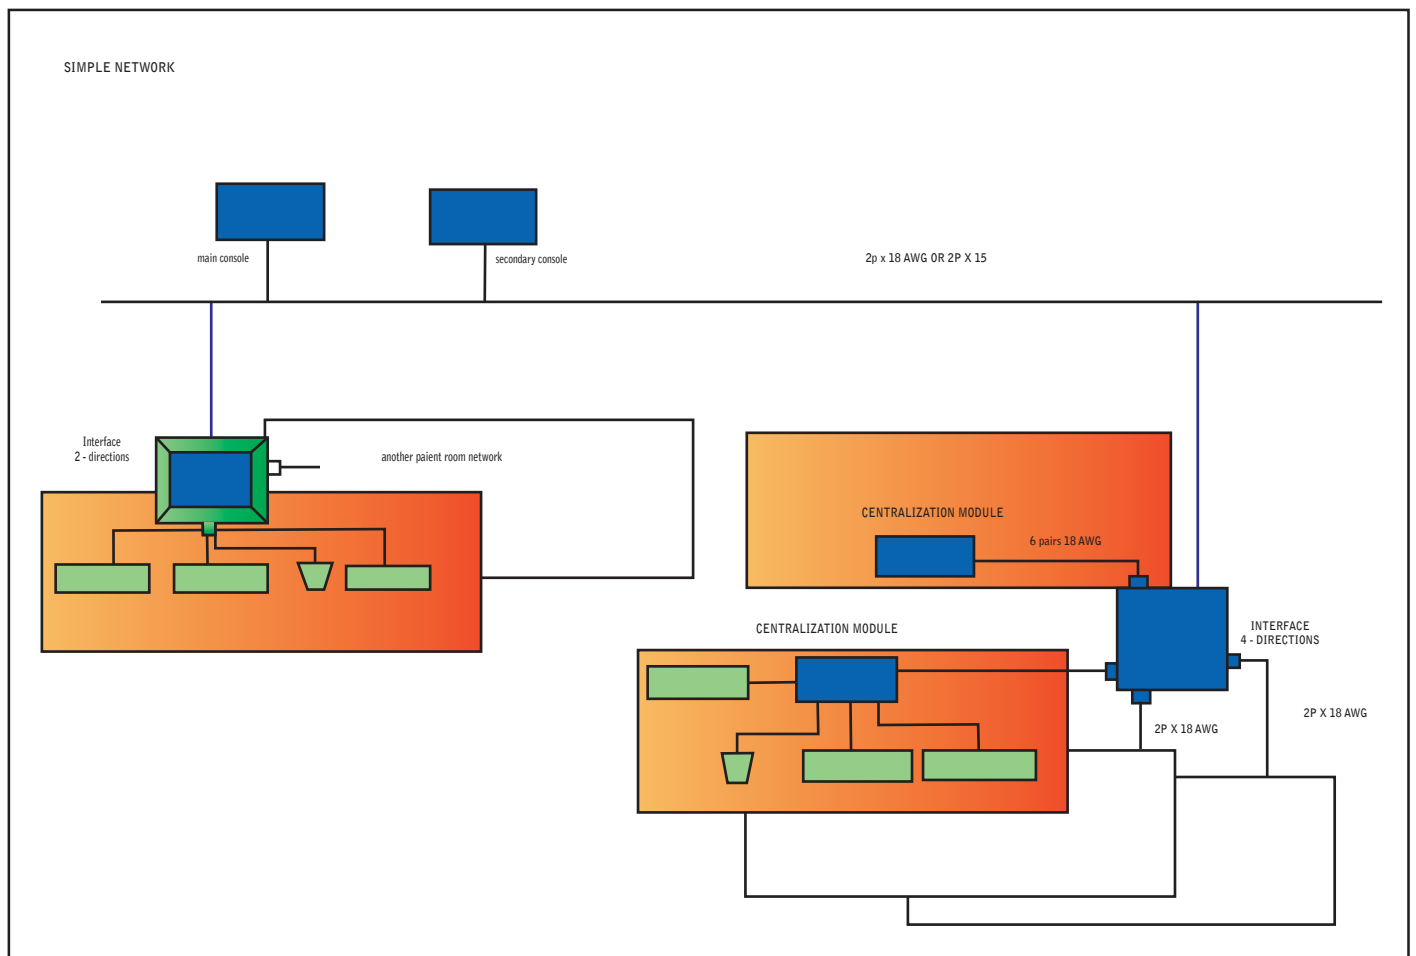 SIMPLE NETWORK
main console
secondary console
2p x 18 AWG OR 2P X 15
Interface
2 - directions
another paient room network
CENTRALIZATION MODULE
6 pairs 18 AWG
CENTRALIZATION MODULE
INTERFACE
4 - DIRECTIONS
2P X 18 AWG
2P X 18 AWG